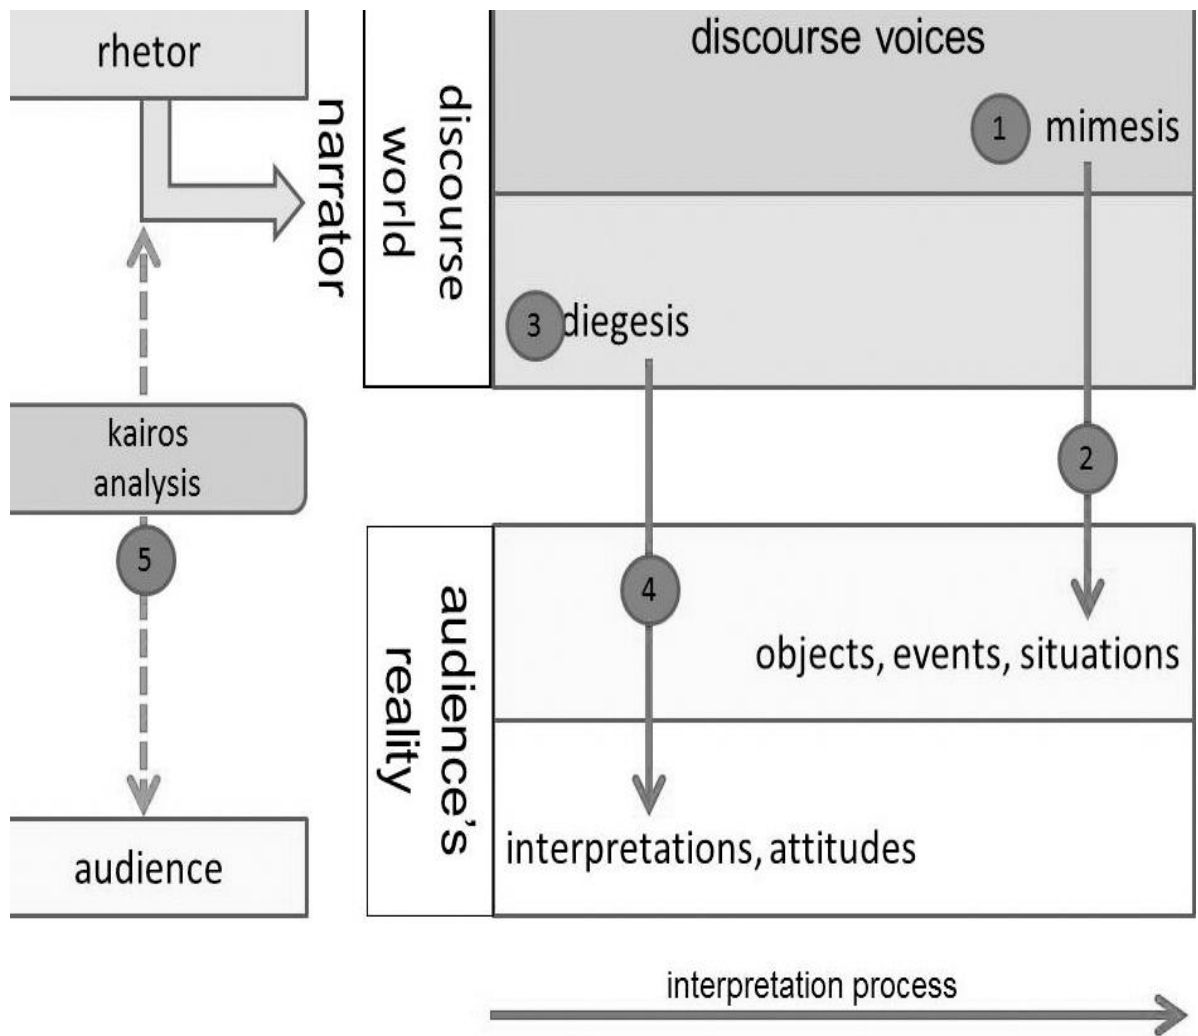 rhetor
narrator
discourse
world
discourse voices
1
mimesis
3
diegesis
kairos
analysis
2
5
4
audience's
reality
objects, events, situations
interpretations, attitudes
audience
interpretation process